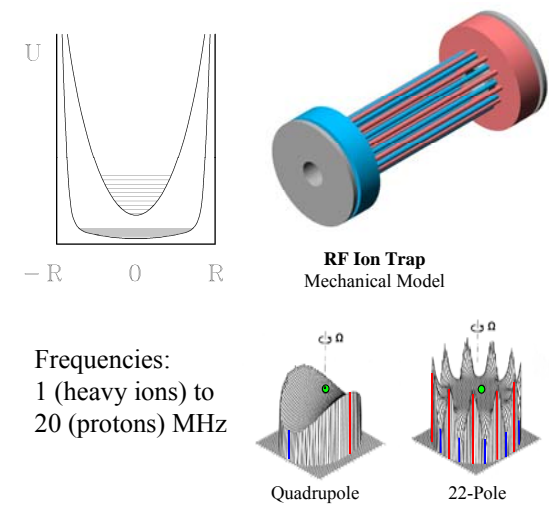 U
– R 0 R
RF Ion Trap
Mechanical Model
Frequencies:
1 (heavy ions) to
20 (protons) MHz
Ω
Ω
Quadrupole
22-Pole